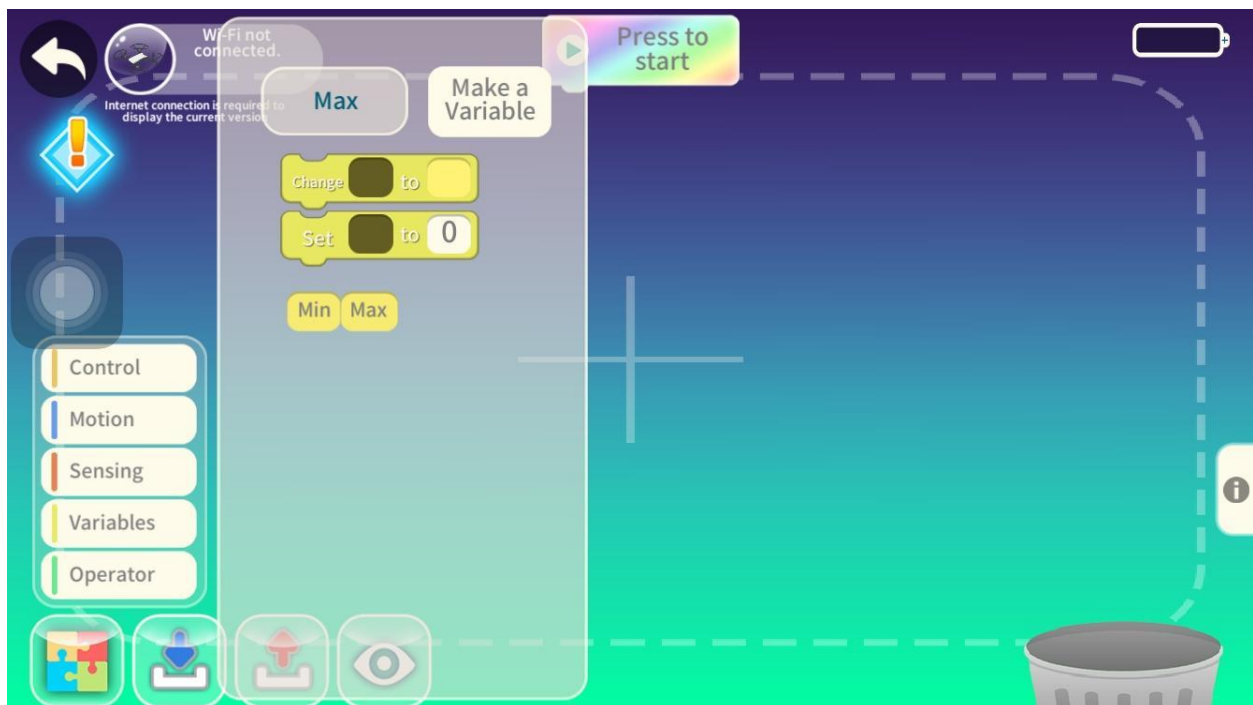 Wi-Fi not
connected.
Internet connection is required to
display the current version
Press to
start
Max
Make a
Variable
Change to
Set to 0
Min Max
Control
Motion
Sensing
Variables
Operator